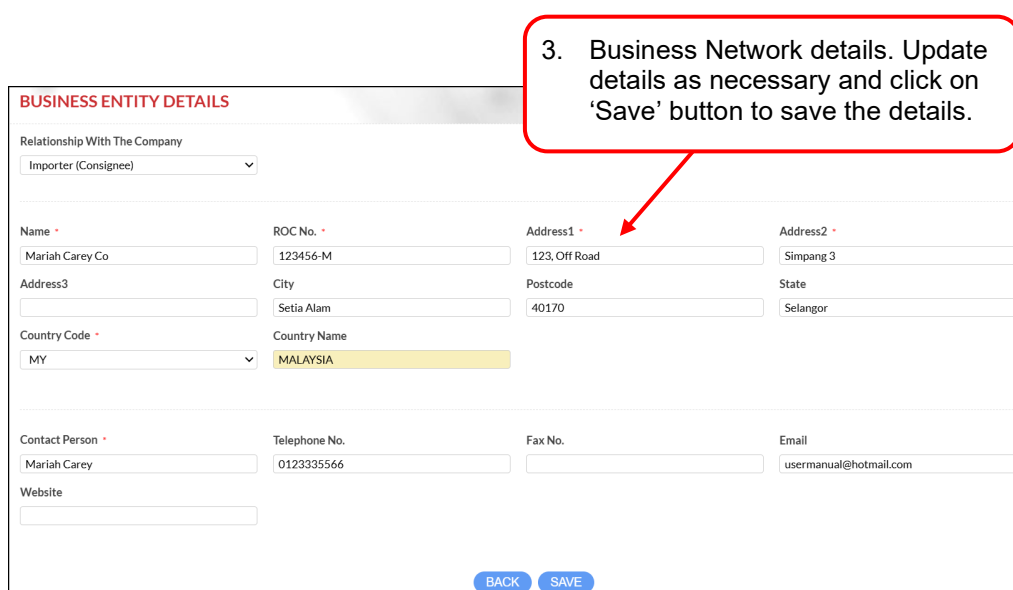 3. Business Network details. Update
details as necessary and click on
‘Save’ button to save the details.
BUSINESS ENTITY DETAILS
Relationship With The Company
Importer (Consignee)
Name * ROC No. * Address1 * Address2 *
Mariah Carey Co 123456-M 123, Off Road Simpang 3
Address3 City Postcode State
Setia Alam 40170 Selangor
Country Code * Country Name
MY MALAYSIA
Contact Person * Telephone No. Fax No. Email
Mariah Carey 0123335566 usermanual@hotmail.com
Website
BACK SAVE